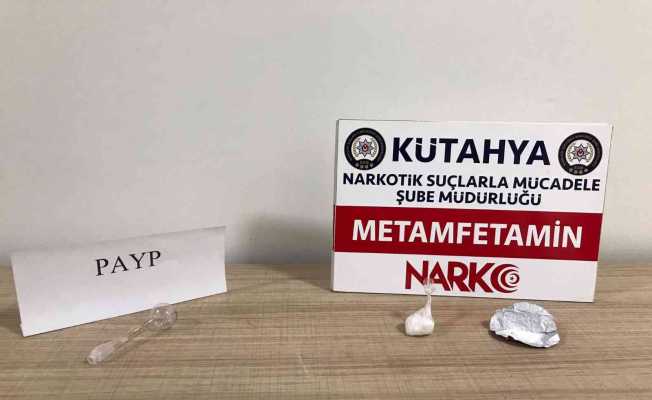 PAYP
KÜTAHYA
NARKOTİK SUÇLARLA MÜCADELE
ŞUBE MÜDÜRLÜĞÜ
METAMFETAMİN
NARKO